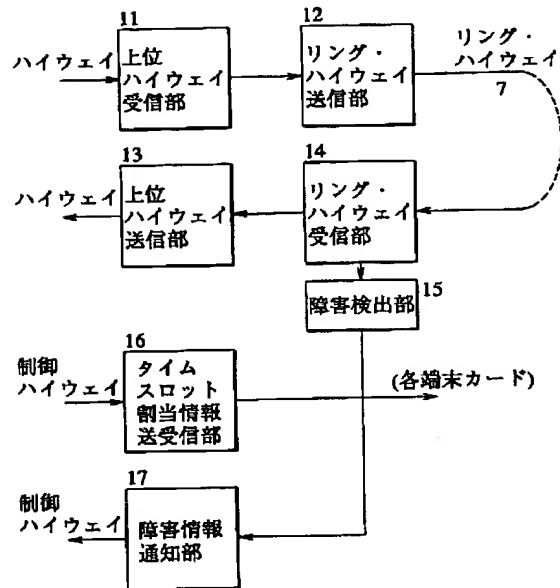 11
ハイウェイ
上位
ハイウェイ
受信部
12
リング・
ハイウェイ
送信部
リング・
ハイウェイ
7
13
ハイウェイ
上位
ハイウェイ
送信部
14
リング・
ハイウェイ
受信部
障害検出部
15
16
制御
ハイウェイ
タイム
スロット
割当情報
送受信部
(各端末カード)
17
制御
ハイウェイ
障害情報
通知部